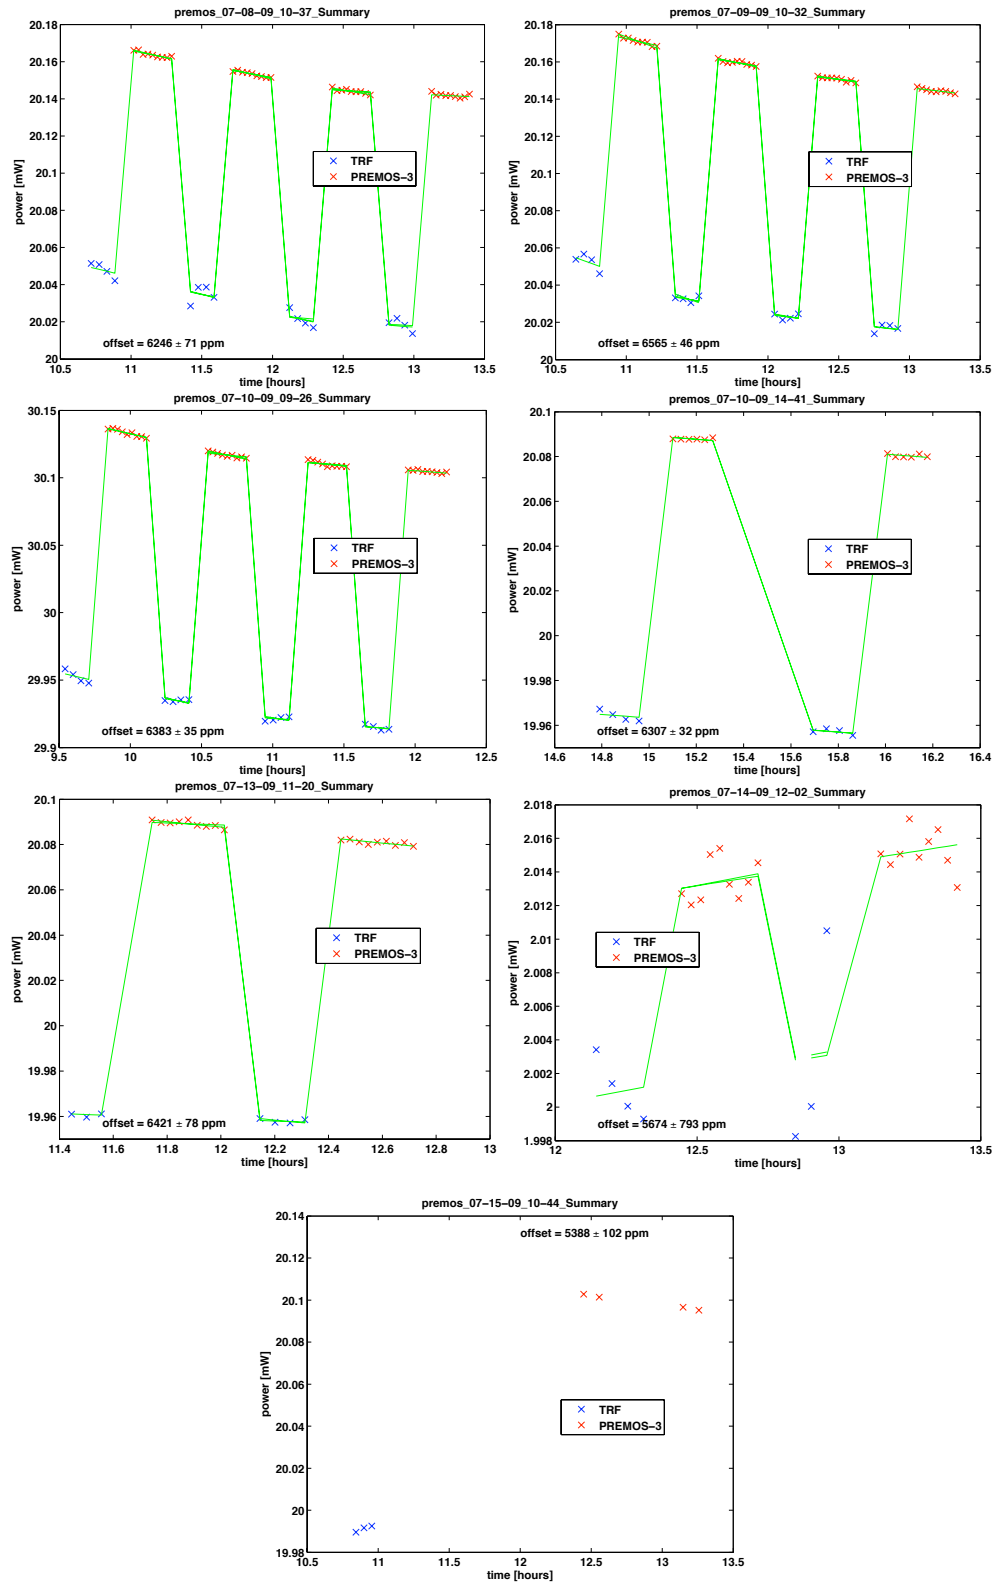 premos_07-08-09_10-37_Summary
20.18
20.16
20.14
20.12
20.1
20.08
20.06
20.04
20.02
20
power [mW]
TRF
PREMOS-3
offset = 6246 ± 71 ppm
10.5 11 11.5 12 12.5 13 13.5
time [hours]
premos_07-09-09_10-32_Summary
20.18
20.16
20.14
20.12
20.1
20.08
20.06
20.04
20.02
20
power [mW]
TRF
PREMOS-3
offset = 6565 ± 46 ppm
10.5 11 11.5 12 12.5 13 13.5
time [hours]
premos_07-10-09_09-26_Summary
30.15
30.1
30.05
30
29.95
29.9
power [mW]
TRF
PREMOS-3
offset = 6383 ± 35 ppm
9.5 10 10.5 11 11.5 12 12.5
time [hours]
premos_07-10-09_14-41_Summary
20.1
20.08
20.06
20.04
20.02
20
19.98
19.96
power [mW]
TRF
PREMOS-3
offset = 6307 ± 32 ppm
14.6 14.8 15 15.2 15.4 15.6 15.8 16 16.2 16.4
time [hours]
premos_07-13-09_11-20_Summary
20.1
20.08
20.06
20.04
20.02
20
19.98
19.96
power [mW]
TRF
PREMOS-3
offset = 6421 ± 78 ppm
11.4 11.6 11.8 12 12.2 12.4 12.6 12.8 13
time [hours]
premos_07-14-09_12-02_Summary
2.018
2.016
2.014
2.012
2.01
2.008
2.006
2.004
2.002
2
1.998
power [mW]
TRF
PREMOS-3
offset = 5674 ± 793 ppm
12 12.5 13 13.5
time [hours]
premos_07-15-09_10-44_Summary
20.14
20.12
20.1
20.08
20.06
20.04
20.02
20
19.98
power [mW]
offset = 5388 ± 102 ppm
TRF
PREMOS-3
10.5 11 11.5 12 12.5 13 13.5
time [hours]